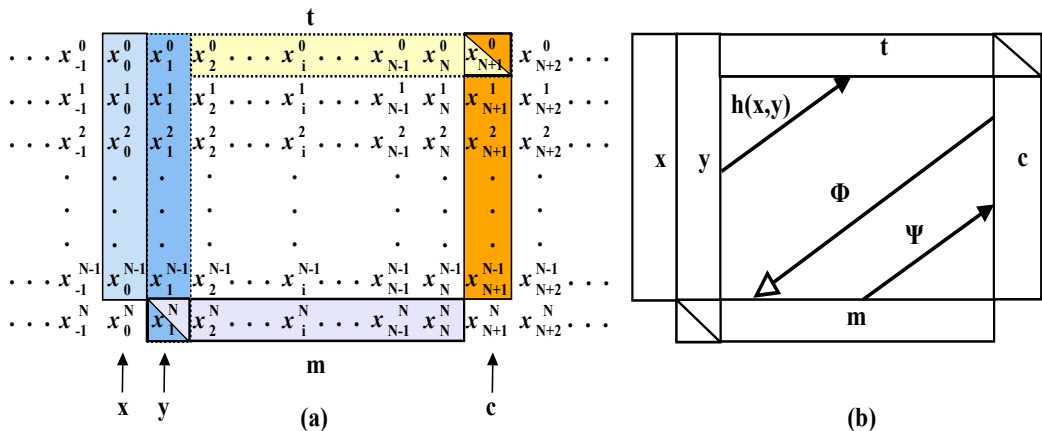 t
. . . x_{-1}^{0} x_{0}^{0} x_{1}^{0} x_{2}^{0} . . . x_{i}^{0} . . . x_{N-1}^{0} x_{N}^{0} x_{N+1}^{0} x_{N+2}^{0} . . .
. . . x_{-1}^{1} x_{0}^{1} x_{1}^{1} x_{2}^{1} . . . x_{i}^{1} . . . x_{N-1}^{1} x_{N}^{1} x_{N+1}^{1} x_{N+2}^{1} . . .
. . . x_{-1}^{2} x_{0}^{2} x_{1}^{2} x_{2}^{2} . . . x_{i}^{2} . . . x_{N-1}^{2} x_{N}^{2} x_{N+1}^{2} x_{N+2}^{2} . . .
. . . . . . . .
. . . . . . . .
. . . . . . . .
. . . x_{-1}^{N-1} x_{0}^{N-1} x_{1}^{N-1} x_{2}^{N-1} . . . x_{i}^{N-1} . . . x_{N-1}^{N-1} x_{N}^{N-1} x_{N+1}^{N-1} x_{N+2}^{N-1} . . .
. . . x_{-1}^{N} x_{0}^{N} x_{1}^{N} x_{2}^{N} . . . x_{i}^{N} . . . x_{N-1}^{N} x_{N}^{N} x_{N+1}^{N} x_{N+2}^{N} . . .
m
x y c
(a)
t
h(x,y)
x y c
Φ
Ψ
m
(b)